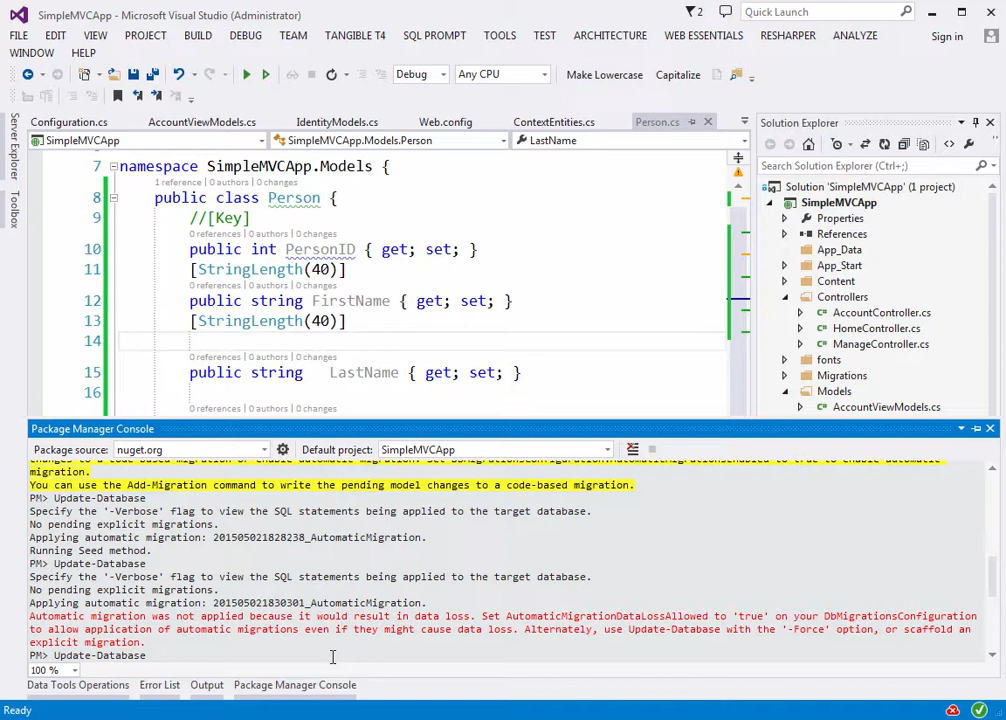 SimpleMVCApp - Microsoft Visual Studio (Administrator)
2
Quick Launch (Ctrl+Q)
FILE EDIT VIEW PROJECT BUILD DEBUG TEAM TANGIBLE T4 SQL PROMPT TOOLS TEST ARCHITECTURE WEB ESSENTIALS RESHARPER ANALYZE Sign in
WINDOW HELP
Debug Any CPU Make Lowercase Capitalize
Server Explorer
Toolbox
Configuration.cs AccountViewModels.cs IdentityModels.cs Web.config ContextEntities.cs Person.cs
SimpleMVCApp SimpleMVCApp.Models.Person LastName
7 namespace SimpleMVCApp.Models {
1 reference | 0 authors | 0 changes
8 public class Person {
9 //[Key]
0 references | 0 authors | 0 changes
10 public int PersonID { get; set; }
11 [StringLength(40)]
0 references | 0 authors | 0 changes
12 public string FirstName { get; set; }
13 [StringLength(40)]
14
0 references | 0 authors | 0 changes
15 public string LastName { get; set; }
16
0 references | 0 authors | 0 changes
Solution Explorer
Search Solution Explorer (Ctrl+;)
Solution 'SimpleMVCApp' (1 project)
SimpleMVCApp
Properties
References
App_Data
App_Start
Content
Controllers
AccountController.cs
HomeController.cs
ManageController.cs
fonts
Migrations
Models
AccountViewModels.cs
Package Manager Console
Package source: nuget.org Default project: SimpleMVCApp
migration.
You can use the Add-Migration command to write the pending model changes to a code-based migration.
PM> Update-Database
Specify the '-Verbose' flag to view the SQL statements being applied to the target database.
No pending explicit migrations.
Applying automatic migration: 201505021828238_AutomaticMigration.
Running Seed method.
PM> Update-Database
Specify the '-Verbose' flag to view the SQL statements being applied to the target database.
No pending explicit migrations.
Applying automatic migration: 201505021830301_AutomaticMigration.
Automatic migration was not applied because it would result in data loss. Set AutomaticMigrationDataLossAllowed to 'true' on your DbMigrationsConfiguration
to allow application of automatic migrations even if they might cause data loss. Alternately, use Update-Database with the '-Force' option, or scaffold an
explicit migration.
PM> Update-Database
100 %
Data Tools Operations Error List Output Package Manager Console
Ready